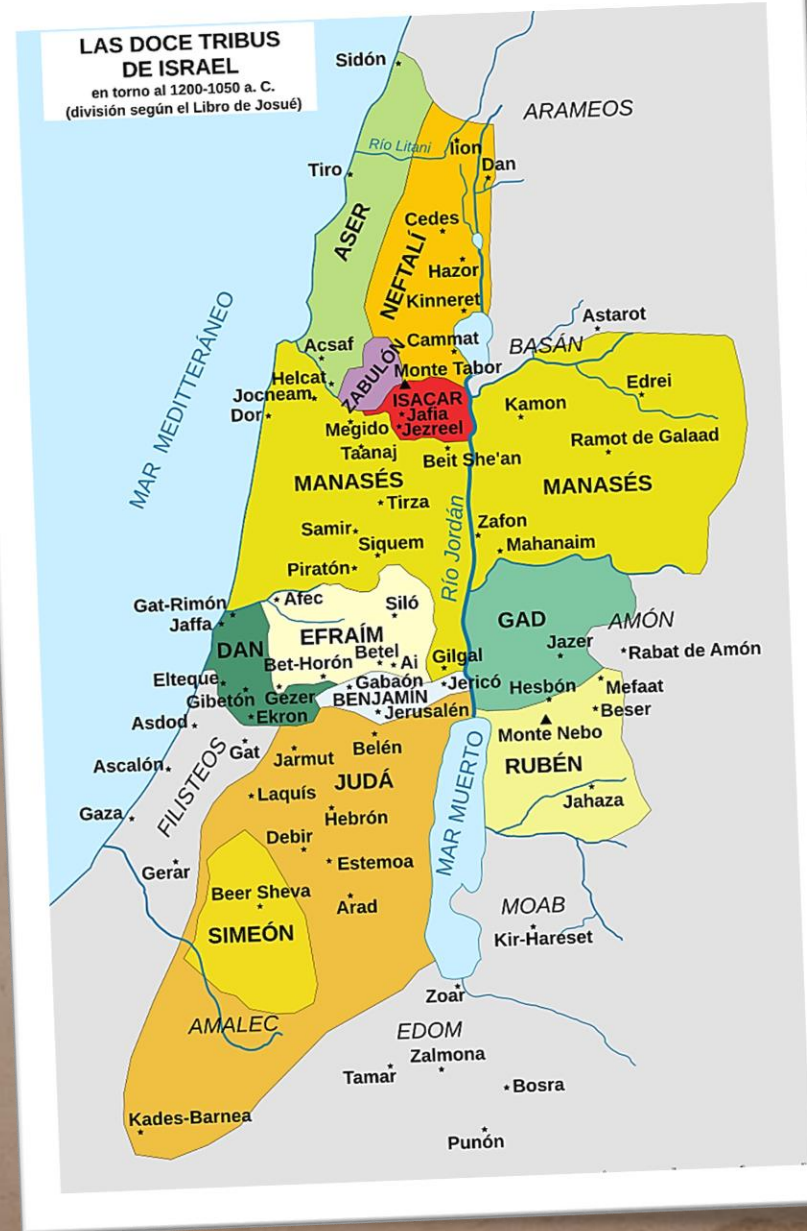 LAS DOCE TRIBUS
DE ISRAEL
en torno al 1200-1050 a. C.
(división según el Libro de Josué)
Sidón
ARAMEOS
Río Litani
Iion
Dan
Tiro
ASER
Cedes
NEFTALÍ
Hazor
Kinneret
Astarot
Acsaf
Cammat
BASÁN
ZABULÓN
Monte Tabor
Helcat
Jocneam
ISACAR
Edrei
Dor
Jafia
Kamon
Megido
Jezreel
Taanaj
Beit She'an
Ramot de Galaad
MAR MEDITTERÁNEO
MANASÉS
MANASÉS
Tirza
Río Jordán
Samir
Zafon
Siquem
Mahanaim
Piratón
Gat-Rimón
Afec
Siló
Jaffa
EFRAÍM
GAD
AMÓN
DAN
Betel
Jazer
Rabat de Amón
Bet-Horón
Ai
Gilgal
Elteque
Gabaón
Jericó
Hesbón
Mefaat
Gibetón
Gezer
BENJAMÍN
Beser
Asdod
Ekron
Jerusalén
Monte Nebo
Gat
Jarmut
Belén
RUBÉN
Ascalón
FILISTEOS
JUDÁ
MAR MUERTO
Laquís
Jahaza
Gaza
Hebrón
Debir
Gerar
Estemoa
Beer Sheva
Arad
MOAB
SIMEÓN
Kir-Hareset
Zoar
AMALEC
EDOM
Zalmona
Tamar
Bosra
Kades-Barnea
Punón